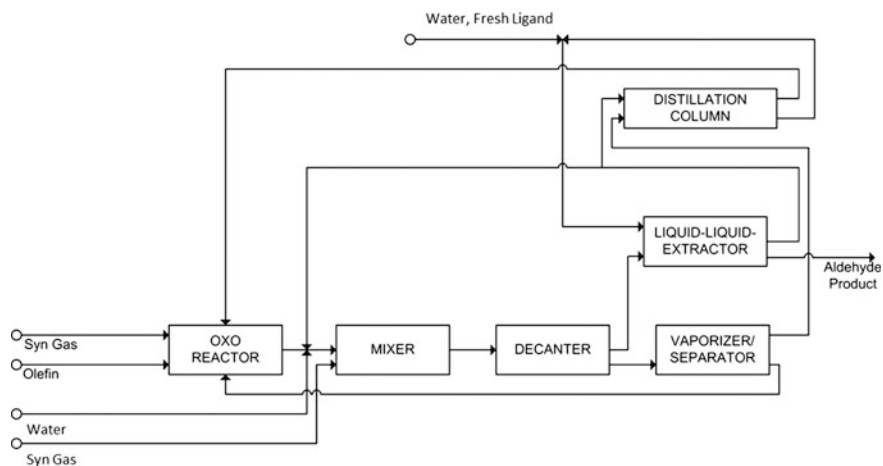 Water, Fresh Ligand
DISTILLATION
COLUMN
LIQUID-LIQUID-
EXTRACTOR
Aldehyde
Product
Syn Gas
OXO
REACTOR
MIXER
DECANTER
VAPORIZER/
SEPARATOR
Olefin
Water
Syn Gas